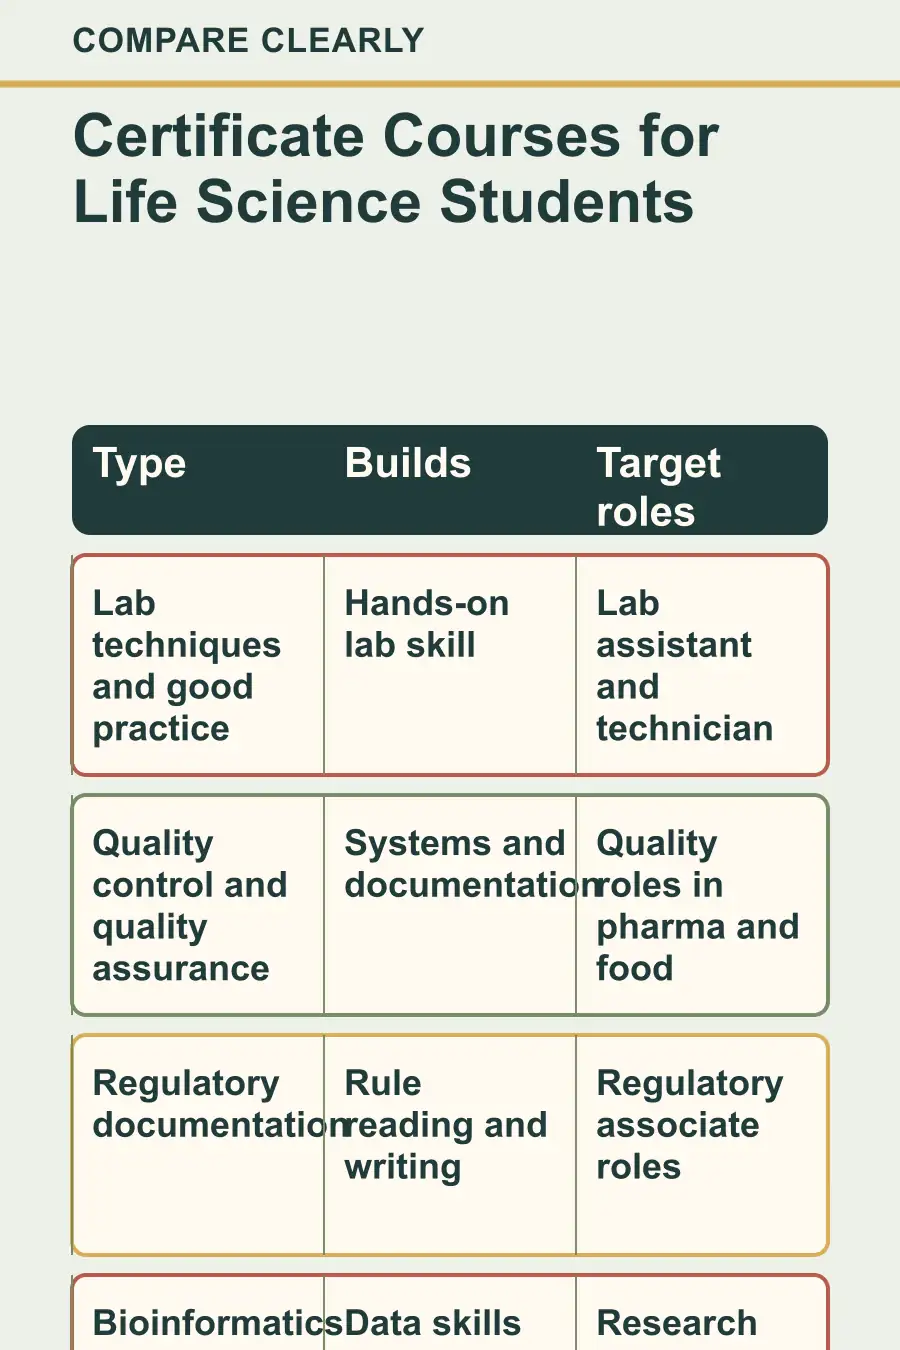 COMPARE CLEARLY
Certificate Courses for
Life Science Students
Type
Builds
Target
roles
Lab
techniques
and good
practice
Hands-on
lab skill
Lab
assistant
and
technician
Quality
control and
quality
assurance
Systems and
documentation
Quality
roles in
pharma and
food
Regulatory
documentation
Rule
reading and
writing
Regulatory
associate
roles
Bioinformatics
Data skills
Research